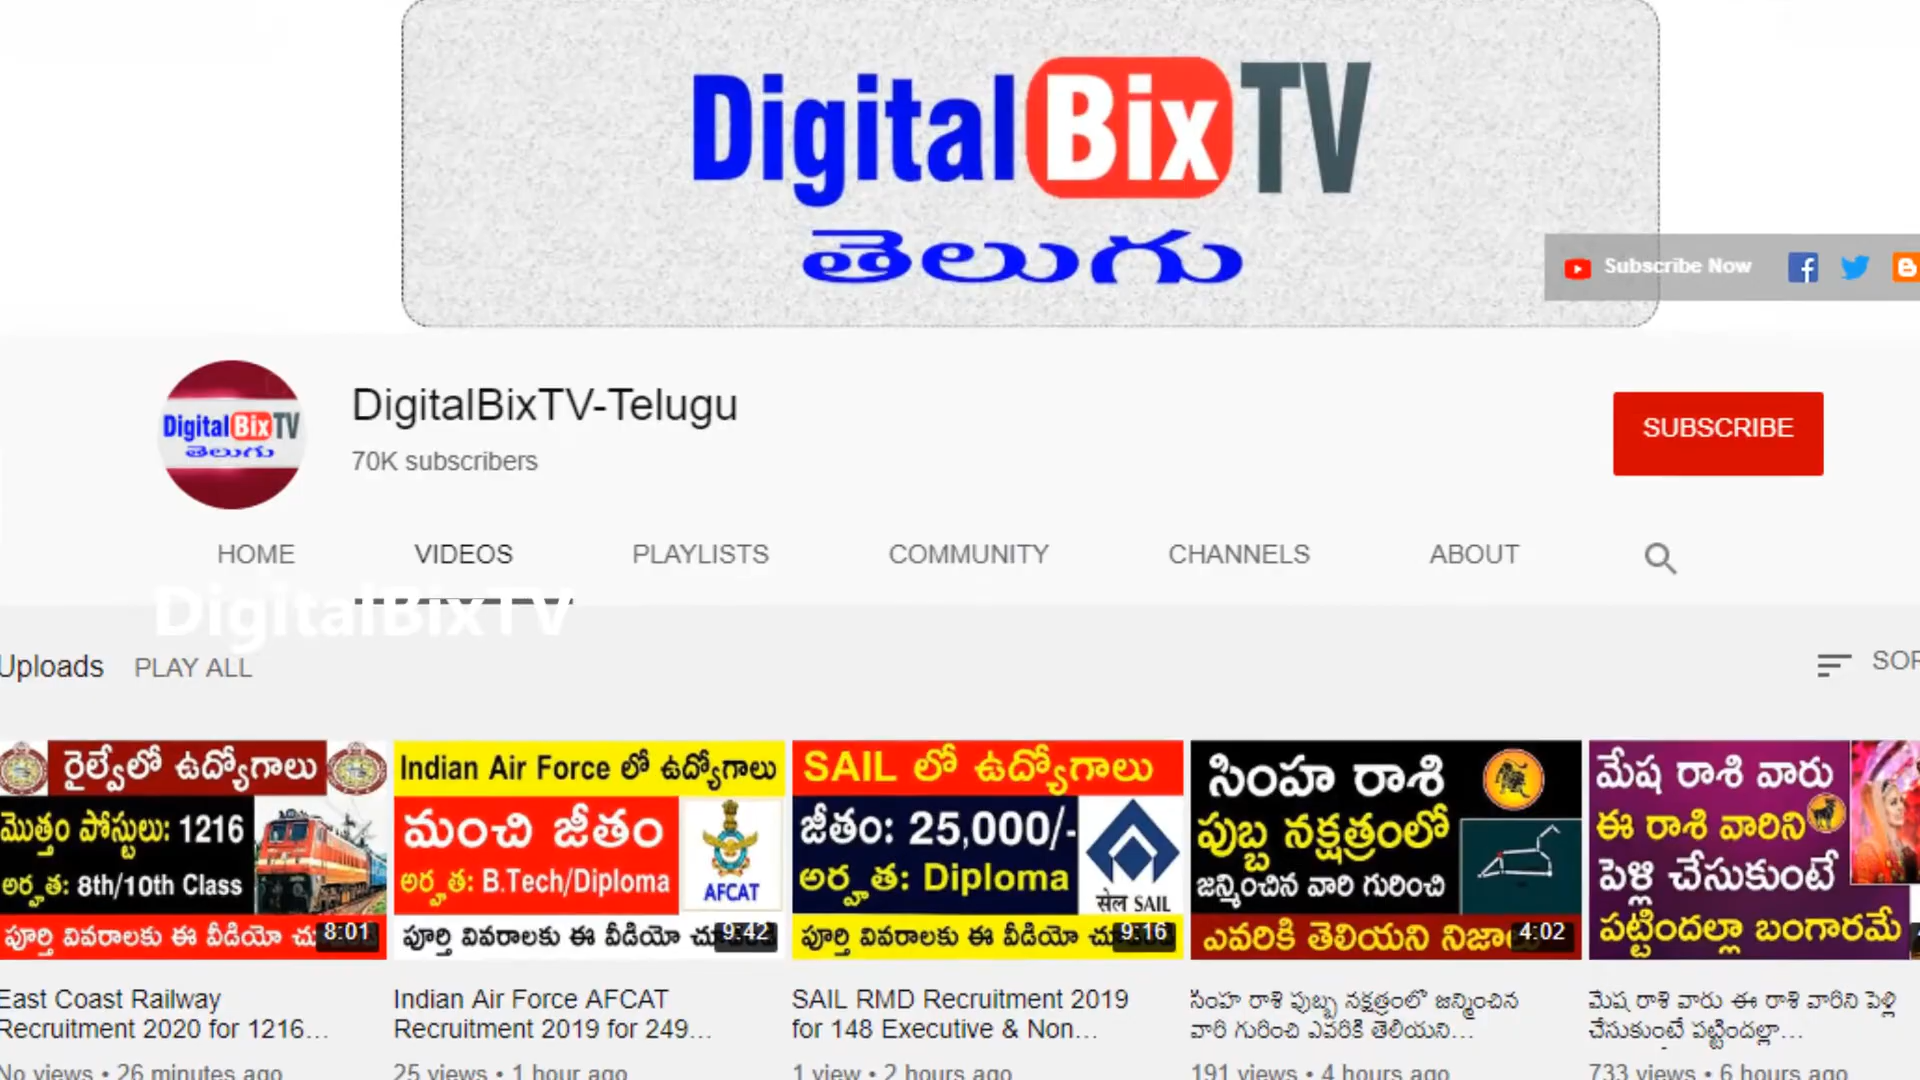 DigitalBixTV
తెలుగు
Subscribe Now
DigitalBixTV
తెలుగు
DigitalBixTV-Telugu
70K subscribers
SUBSCRIBE
HOME VIDEOS PLAYLISTS COMMUNITY CHANNELS ABOUT
DigitalBixTV
Uploads PLAY ALL
రైల్వేలో ఉద్యోగాలు
మొత్తం పోస్టులు: 1216
అర్హత: 8th/10th Class
పూర్తి వివరాలకు ఈ వీడియో
8:01
East Coast Railway
Recruitment 2020 for 1216...
No views • 26 minutes ago
Indian Air Force లో ఉద్యోగాలు
మంచి జీతం
అర్హత: B.Tech/Diploma
AFCAT
పూర్తి వివరాలకు ఈ వీడియో
9:42
Indian Air Force AFCAT
Recruitment 2019 for 249...
25 views • 1 hour ago
SAIL లో ఉద్యోగాలు
జీతం: 25,000/-
అర్హత: Diploma
सेल SAIL
పూర్తి వివరాలకు ఈ వీడియో
9:16
SAIL RMD Recruitment 2019
for 148 Executive & Non...
1 view • 2 hours ago
సింహ రాశి
పుబ్బ నక్షత్రంలో
జన్మించిన వారి గురించి
ఎవరికి తెలియని
4:02
సింహ రాశి పుబ్బ నక్షత్రంలో జన్మించిన
వారి గురించి ఎవరికి తెలియని...
191 views • 4 hours ago
మేష రాశి వారు
ఈ రాశి వారిని
పెళ్లి చేసుకుంటే
పట్టిందల్లా బంగారమే
మేష రాశి వారు ఈ రాశి వారిని పెళ్లి
చేసుకుంటే పట్టిందల్లా...
733 views • 6 hours ago